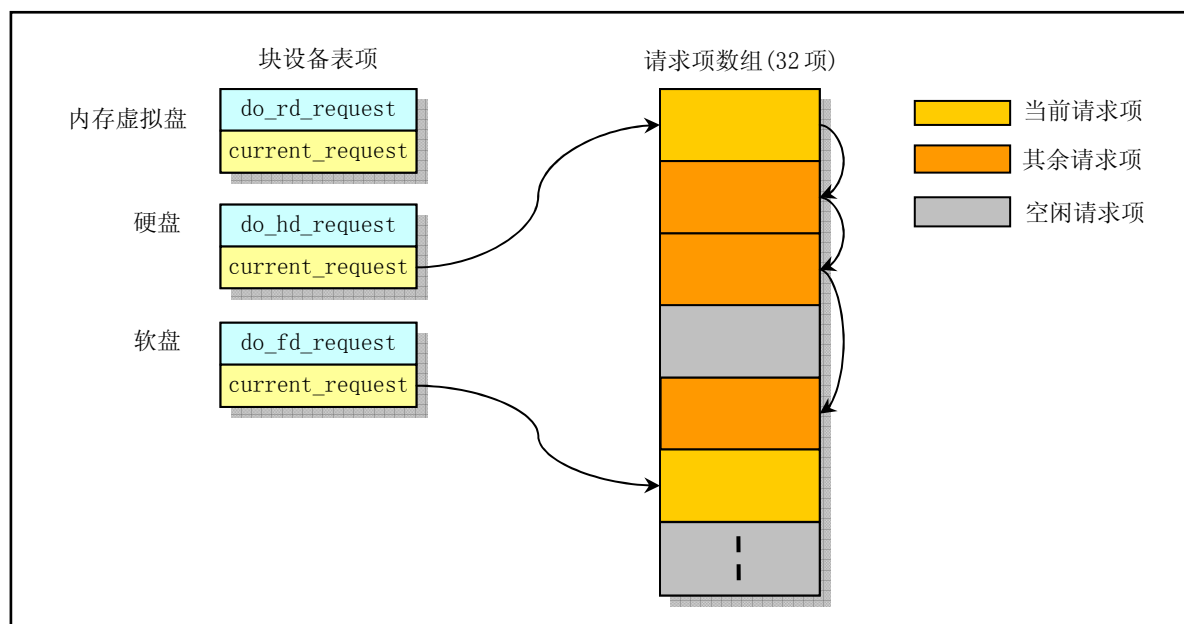 块设备表项
请求项数组(32 项)
内存虚拟盘
do_rd_request
current_request
硬盘
do_hd_request
current_request
软盘
do_fd_request
current_request
当前请求项
其余请求项
空闲请求项